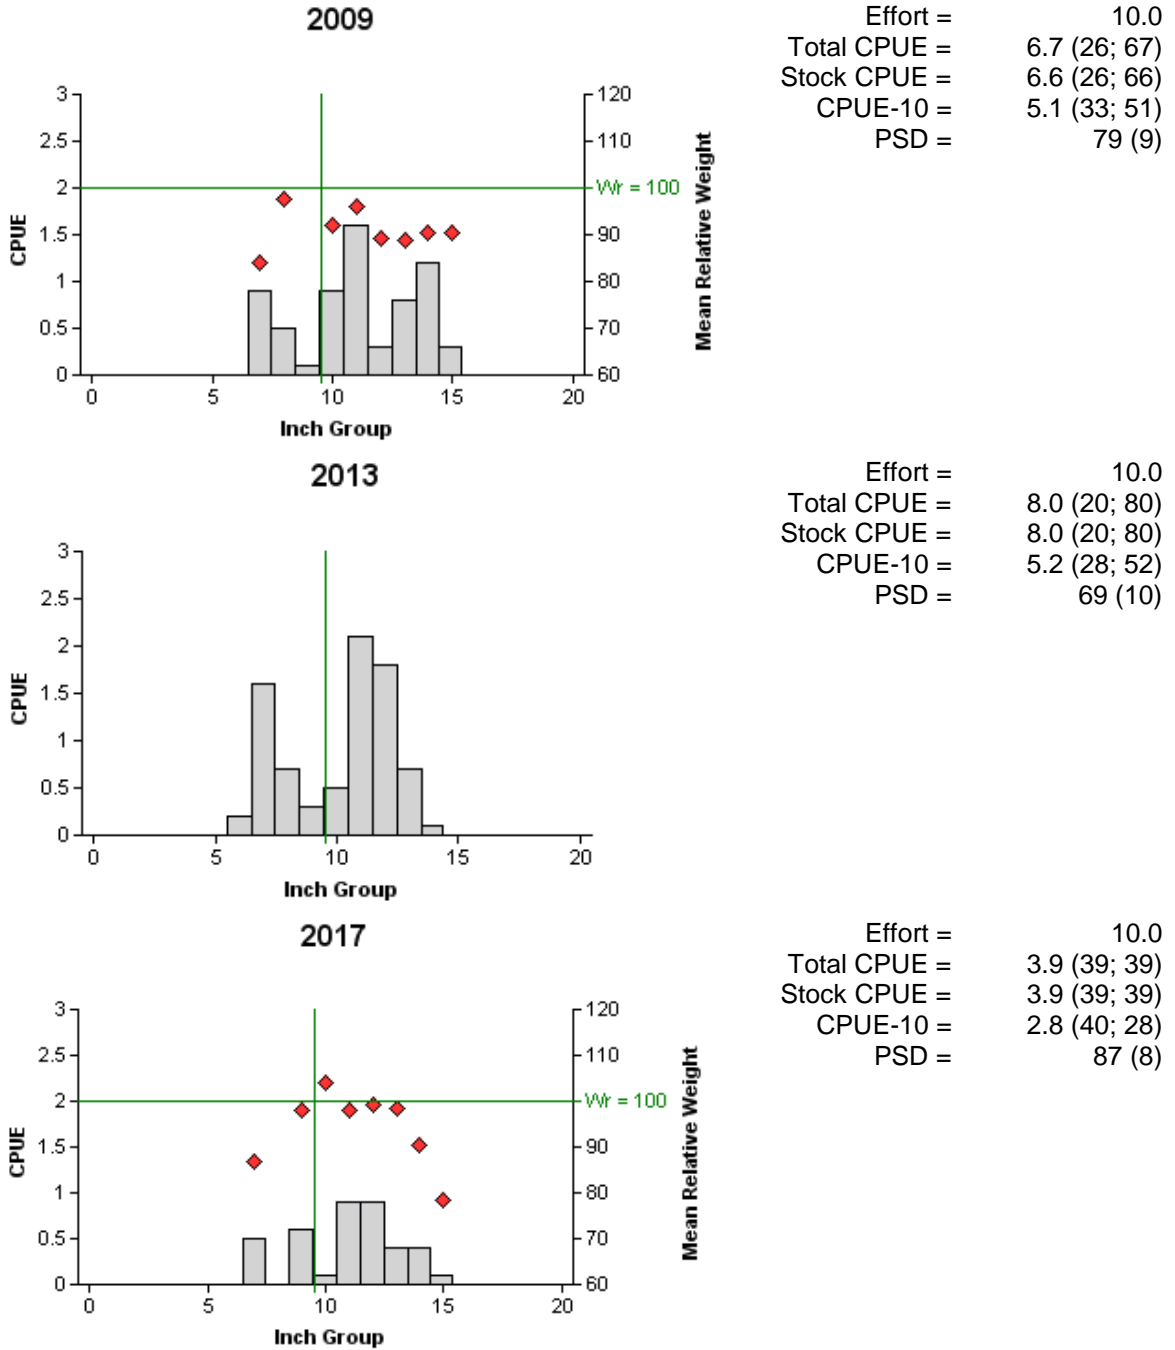 2009
Effort = 10.0
Total CPUE = 6.7 (26; 67)
Stock CPUE = 6.6 (26; 66)
CPUE-10 = 5.1 (33; 51)
PSD = 79 (9)
3
2.5
2
1.5
1
0.5
0
CPUE
120
110
Wr = 100
90
80
70
60
Mean Relative Weight
0 5 10 15 20
Inch Group
2013
Effort = 10.0
Total CPUE = 8.0 (20; 80)
Stock CPUE = 8.0 (20; 80)
CPUE-10 = 5.2 (28; 52)
PSD = 69 (10)
3
2.5
2
1.5
1
0.5
0
CPUE
0 5 10 15 20
Inch Group
2017
Effort = 10.0
Total CPUE = 3.9 (39; 39)
Stock CPUE = 3.9 (39; 39)
CPUE-10 = 2.8 (40; 28)
PSD = 87 (8)
3
2.5
2
1.5
1
0.5
0
CPUE
120
110
Wr = 100
90
80
70
60
Mean Relative Weight
0 5 10 15 20
Inch Group